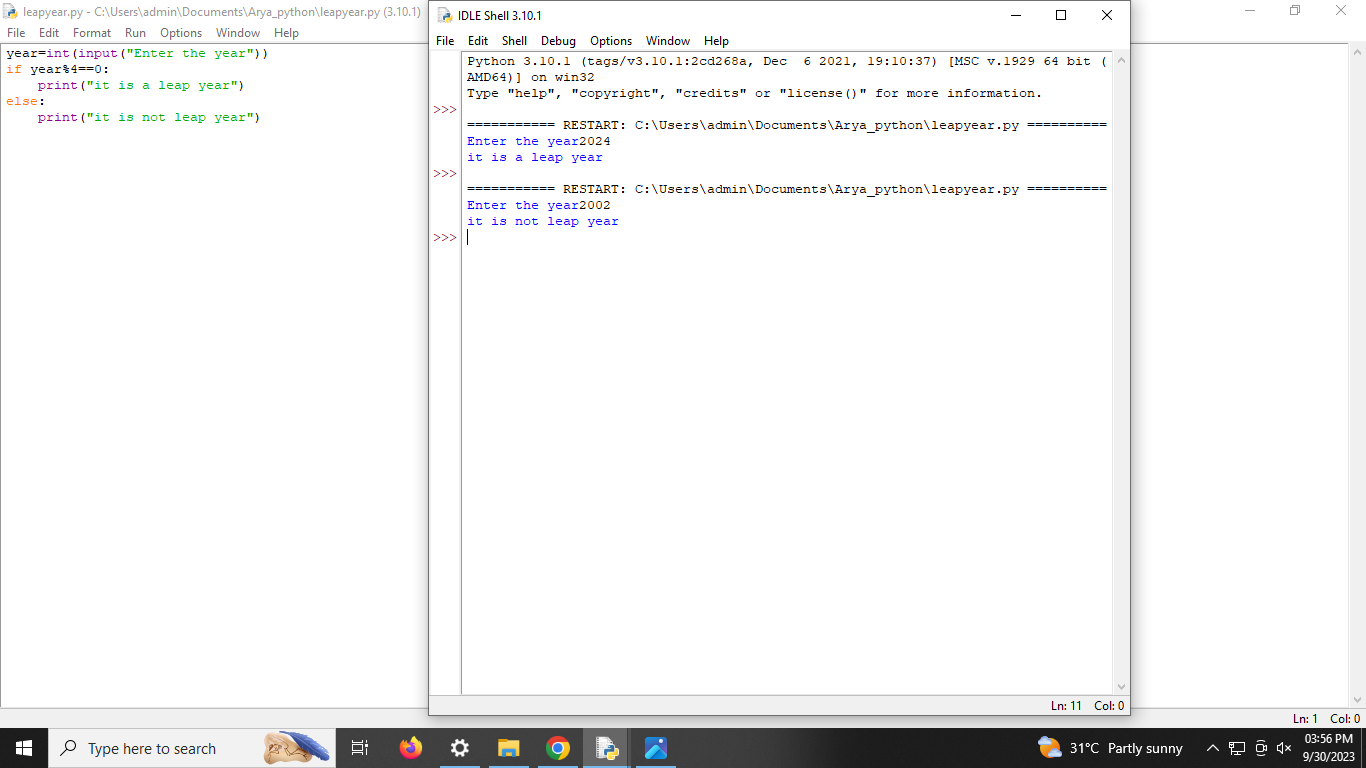 leapyear.py - C:\Users\admin\Documents\Arya_python\leapyear.py (3.10.1)
File Edit Format Run Options Window Help
year=int(input("Enter the year"))
if year%4==0:
    print("it is a leap year")
else:
    print("it is not leap year")
IDLE Shell 3.10.1
File Edit Shell Debug Options Window Help
Python 3.10.1 (tags/v3.10.1:2cd268a, Dec  6 2021, 19:10:37) [MSC v.1929 64 bit (
AMD64)] on win32
Type "help", "copyright", "credits" or "license()" for more information.
>>>
=========== RESTART: C:\Users\admin\Documents\Arya_python\leapyear.py ==========
Enter the year2024
it is a leap year
>>>
=========== RESTART: C:\Users\admin\Documents\Arya_python\leapyear.py ==========
Enter the year2002
it is not leap year
>>>
Ln: 11 Col: 0
Ln: 1 Col: 0
Type here to search
31°C Partly sunny
03:56 PM
9/30/2023